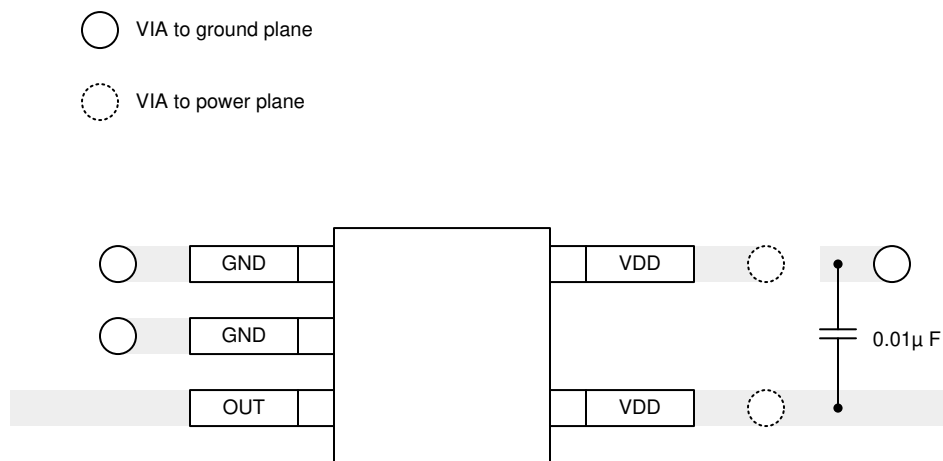 VIA to ground plane
VIA to power plane
GND VDD
GND
0.01µ F
OUT VDD